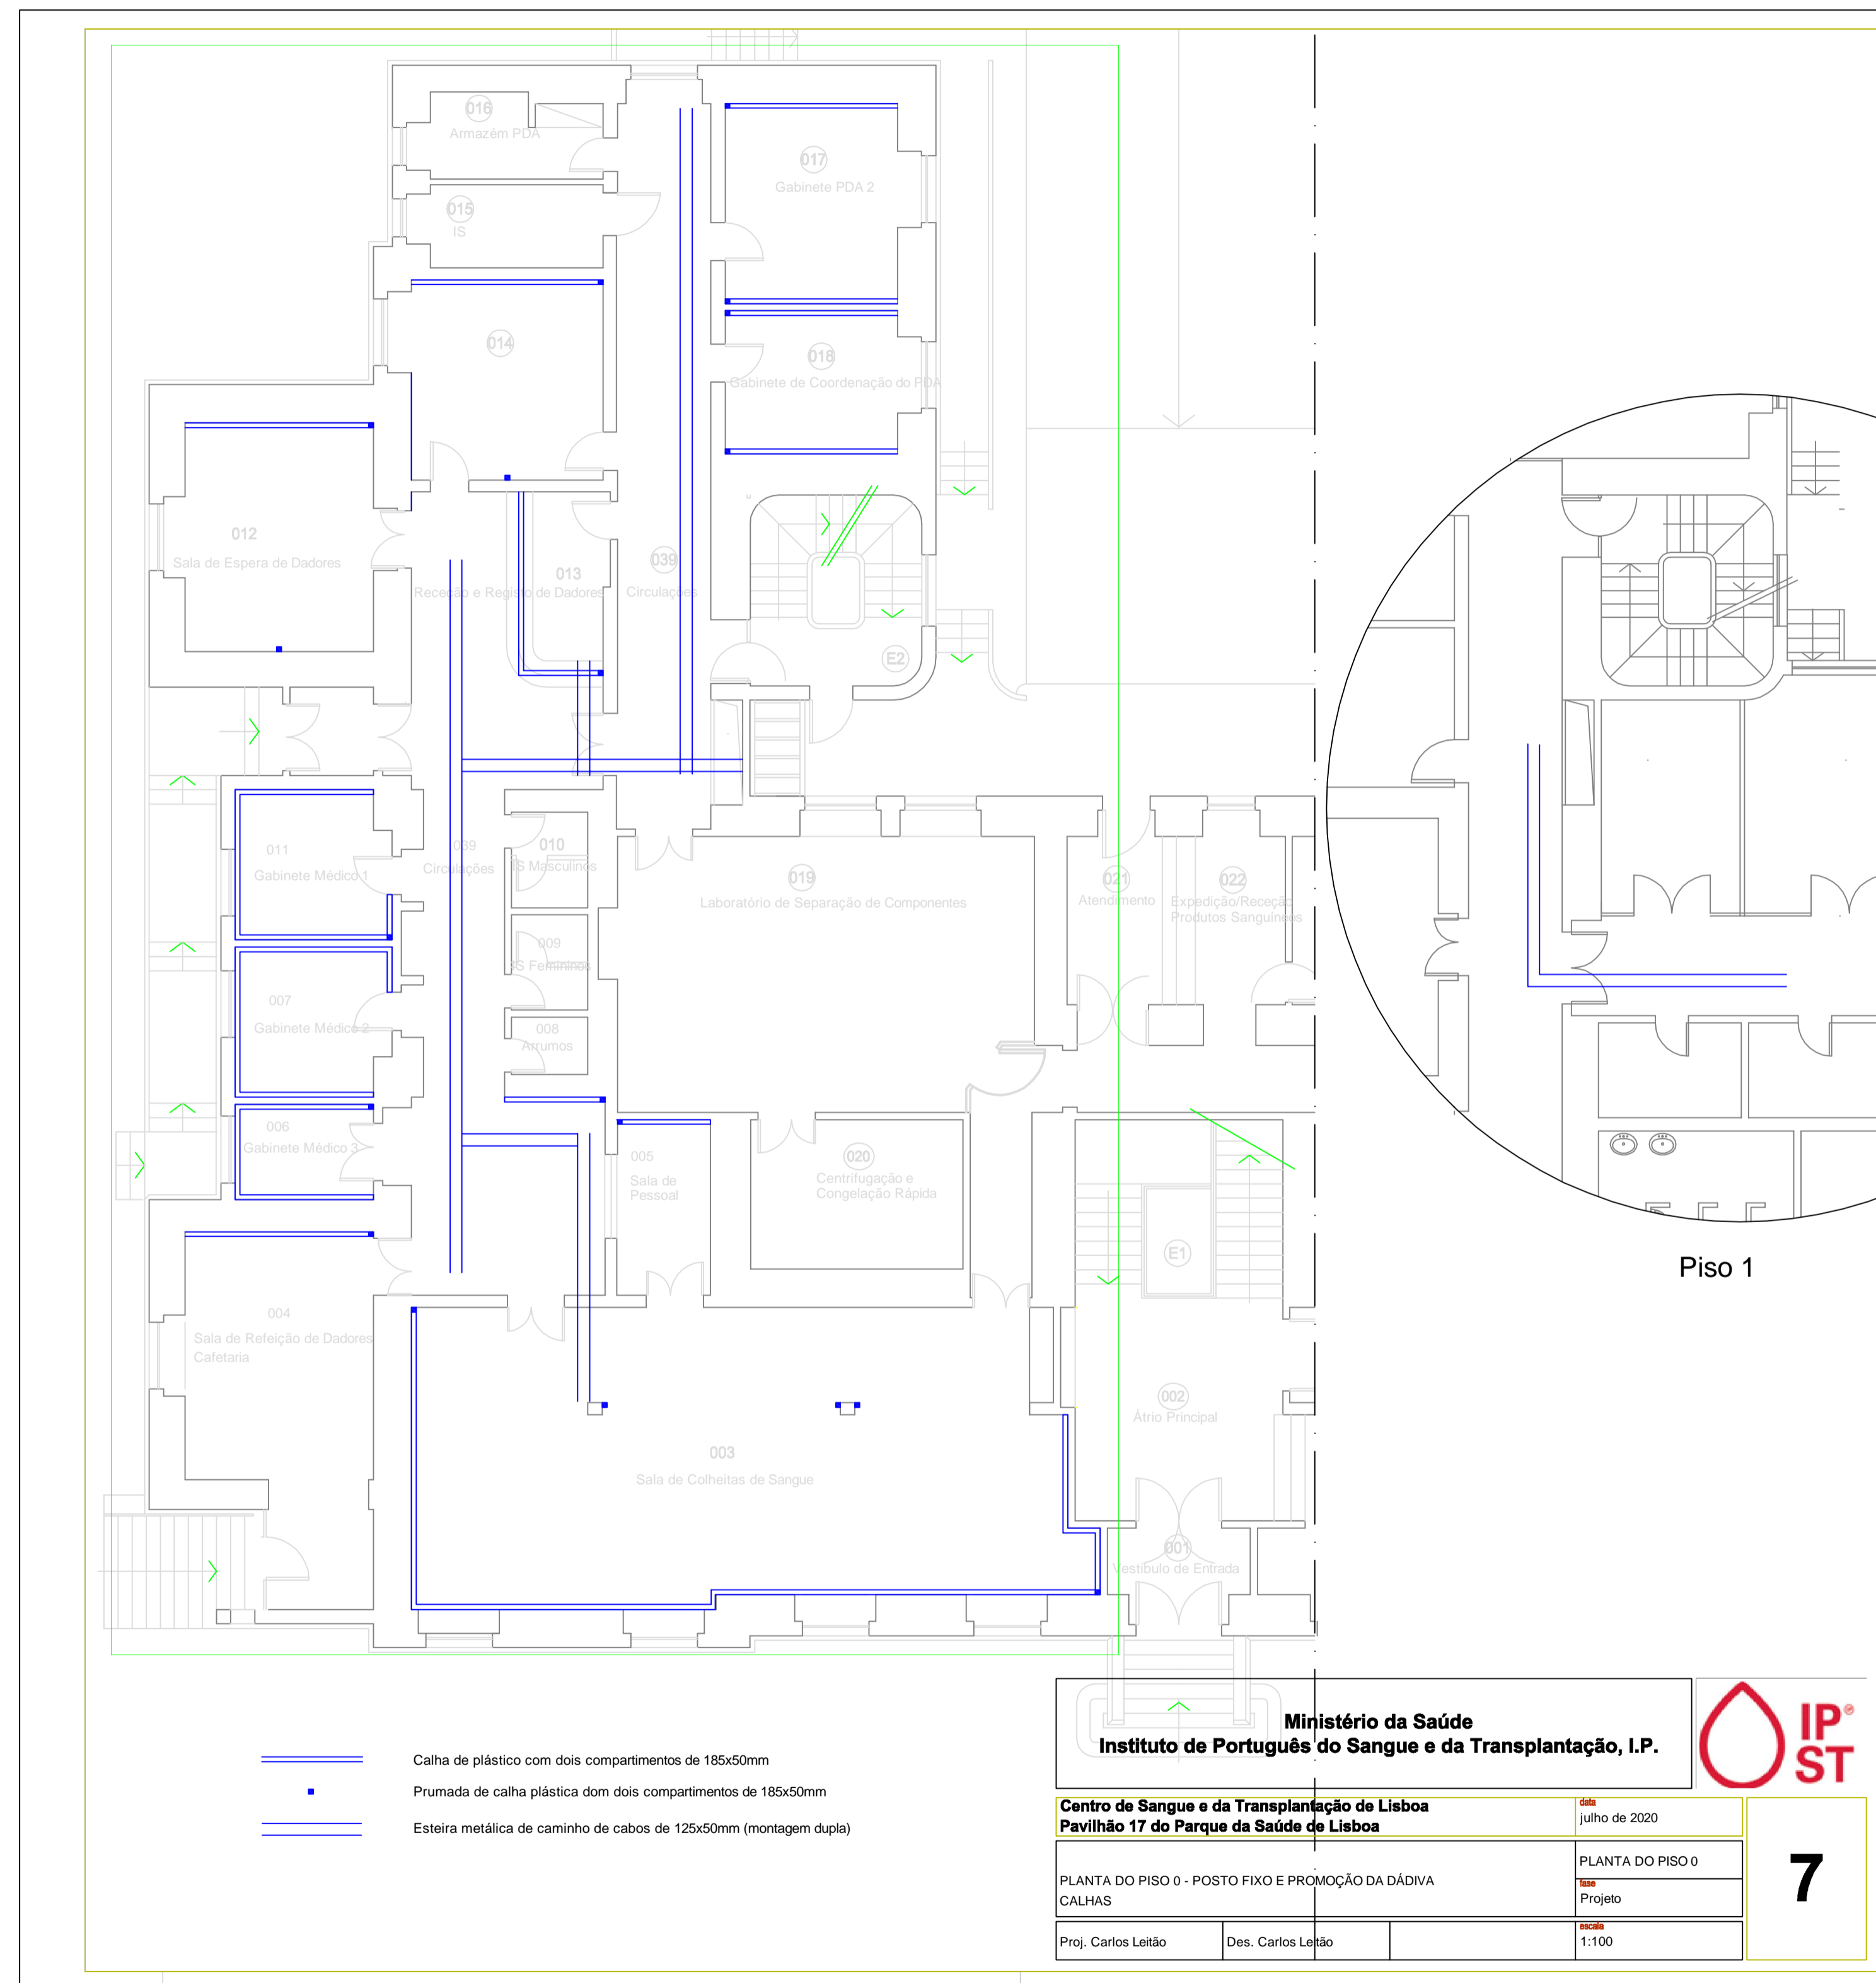 016
Armazém PDA
017
Gabinete PDA 2
015
IS
014
018
Gabinete de Coordenação do PDA
012
Sala de Espera de Dadores
013
Receção e Registo de Dadores
039
Circulações
E2
011
Gabinete Médico 1
039
Circulações
010
IS Masculinos
019
Laboratório de Separação de Componentes
021
Atendimento
022
Expedição/Receção
Produtos Sanguíneos
009
IS Femininos
007
Gabinete Médico 2
008
Arrumos
006
Gabinete Médico 3
005
Sala de
Pessoal
020
Centrifugação e
Congelação Rápida
E1
Piso 1
004
Sala de Refeição de Dadores
Cafetaria
002
Átrio Principal
003
Sala de Colheitas de Sangue
001
Vestíbulo de Entrada
Calha de plástico com dois compartimentos de 185x50mm
Prumada de calha plástica dom dois compartimentos de 185x50mm
Esteira metálica de caminho de cabos de 125x50mm (montagem dupla)
Ministério da Saúde
Instituto de Português do Sangue e da Transplantação, I.P.
IP
ST
Centro de Sangue e da Transplantação de Lisboa
Pavilhão 17 do Parque da Saúde de Lisboa
data
julho de 2020
PLANTA DO PISO 0 - POSTO FIXO E PROMOÇÃO DA DÁDIVA
CALHAS
PLANTA DO PISO 0
fase
Projeto
7
Proj. Carlos Leitão
Des. Carlos Leitão
escala
1:100